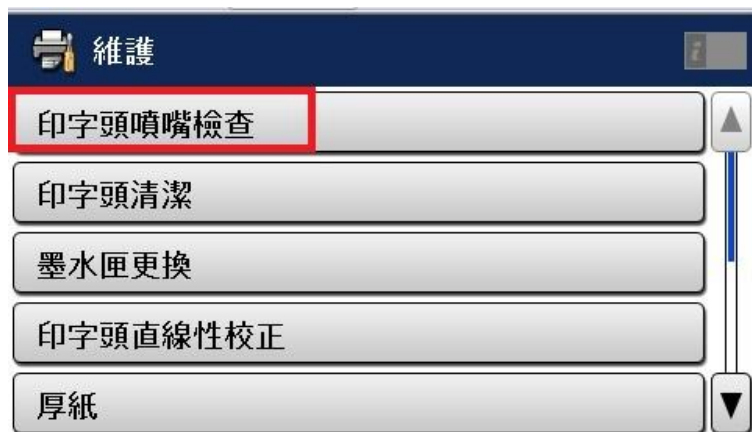 維護
印字頭噴嘴檢查
印字頭清潔
墨水匣更換
印字頭直線性校正
厚紙